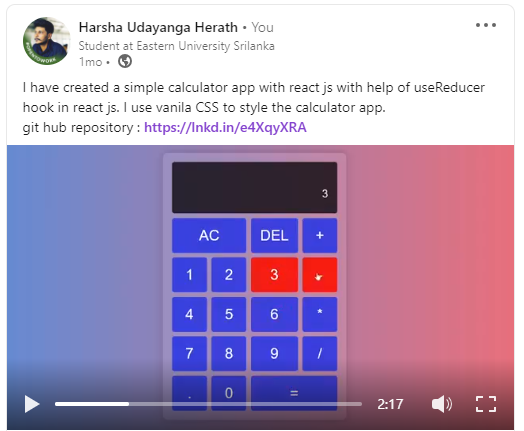 Harsha Udayanga Herath • You
Student at Eastern University Srilanka
1mo •
I have created a simple calculator app with react js with help of useReducer
hook in react js. I use vanila CSS to style the calculator app.
git hub repository : https://lnkd.in/e4XqyXRA
3
AC DEL +
1 2 3
4 5 6 *
7 8 9 /
. 0 =
2:17